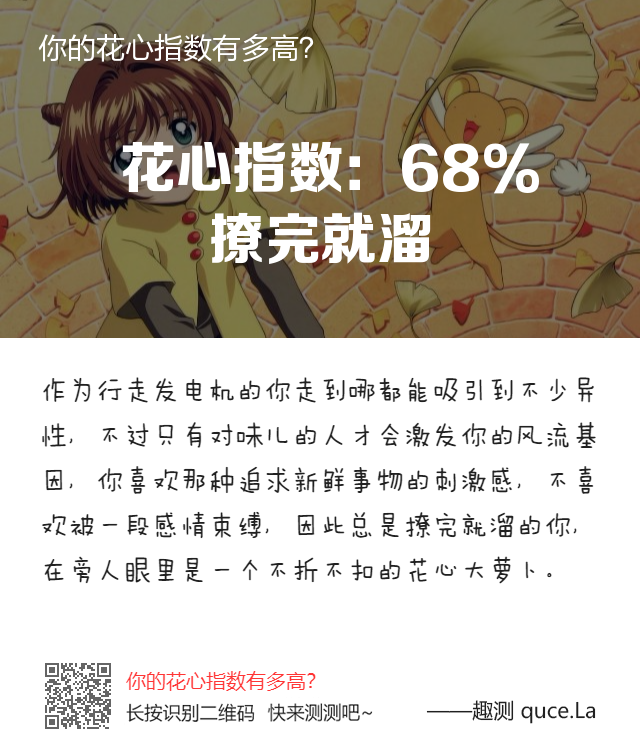 你的花心指数有多高?
花心指数: 68%
撩完就溜
作为行走发电机的你走到哪都能吸引到不少异
性, 不过只有对味儿的人才会激发你的风流基
因, 你喜欢那种追求新鲜事物的刺激感, 不喜
欢被一段感情束缚, 因此总是撩完就溜的你,
在旁人眼里是一个不折不扣的花心大萝卜。
你的花心指数有多高?
长按识别二维码 快来测测吧~
——趣测 quce.La